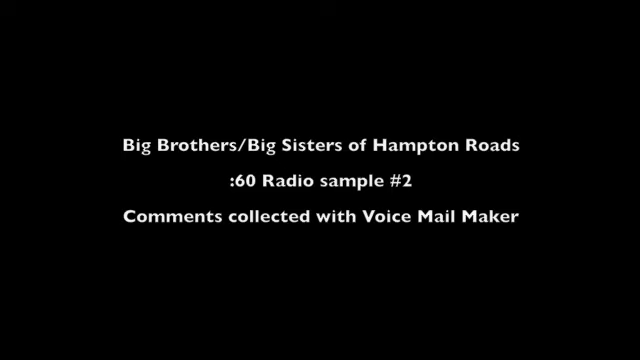 Big Brothers/Big Sisters of Hampton Roads
:60 Radio sample #2
Comments collected with Voice Mail Maker